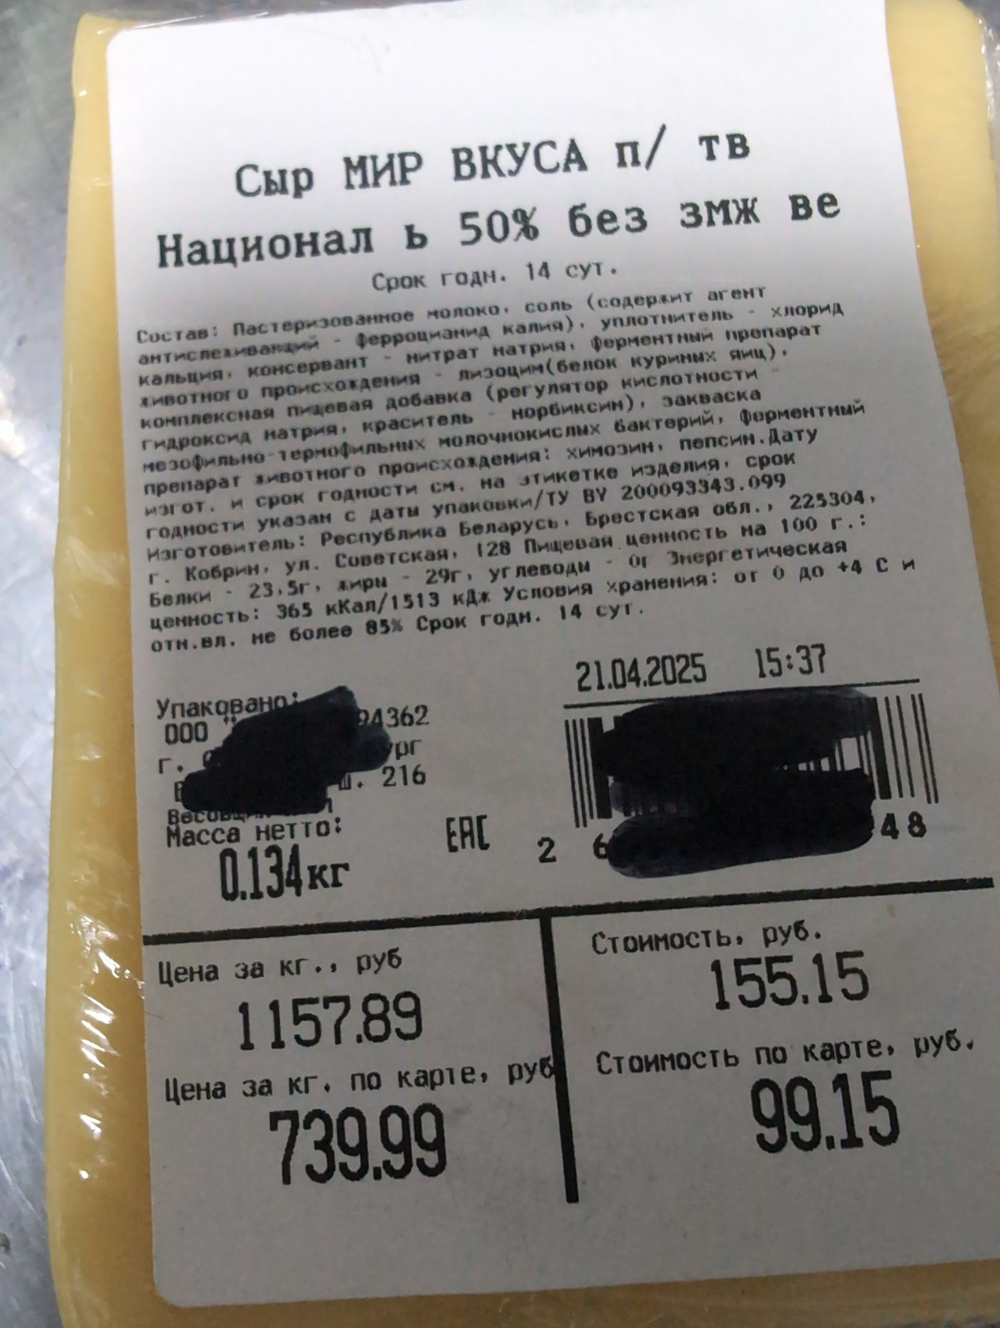 Сыр МИР ВКУСА п/ тв
Национал ь 50% без змж ве
Срок годн. 14 сут.
Состав: Пастеризованное молоко, соль (содержит агент
антислеживающий - ферроцианид калия), уплотнитель - хлорид
кальция, консервант - нитрат натрия, ферментный препарат
животного происхождения - лизоцим(белок куриных яиц),
комплексная пищевая добавка (регулятор кислотности -
гидроксид натрия, краситель - норбиксин), закваска
мезофильно-термофильных молочнокислых бактерий, ферментный
препарат животного происхождения: химозин, пепсин.Дату
изгот. и срок годности см. на этикетке изделия, срок
годности указан с даты упаковки/ТУ BY 200093343.099
Изготовитель: Республика Беларусь, Брестская обл., 225304,
г. Кобрин, ул. Советская, 128 Пищевая ценность на 100 г.:
Белки - 23,5г, жиры - 29г, углеводы - 0г Энергетическая
ценность: 365 кКал/1513 кДж Условия хранения: от 0 до +4 С и
отн.вл. не более 85% Срок годн. 14 сут.
21.04.2025 15:37
Упаковано:
ООО " 94362
г. ург
ш. 216
Масса нетто:
0.134кг
EAC
2 6 48
Цена за кг., руб
1157.89
Стоимость, руб.
155.15
Цена за кг. по карте, руб
739.99
Стоимость по карте, руб.
99.15